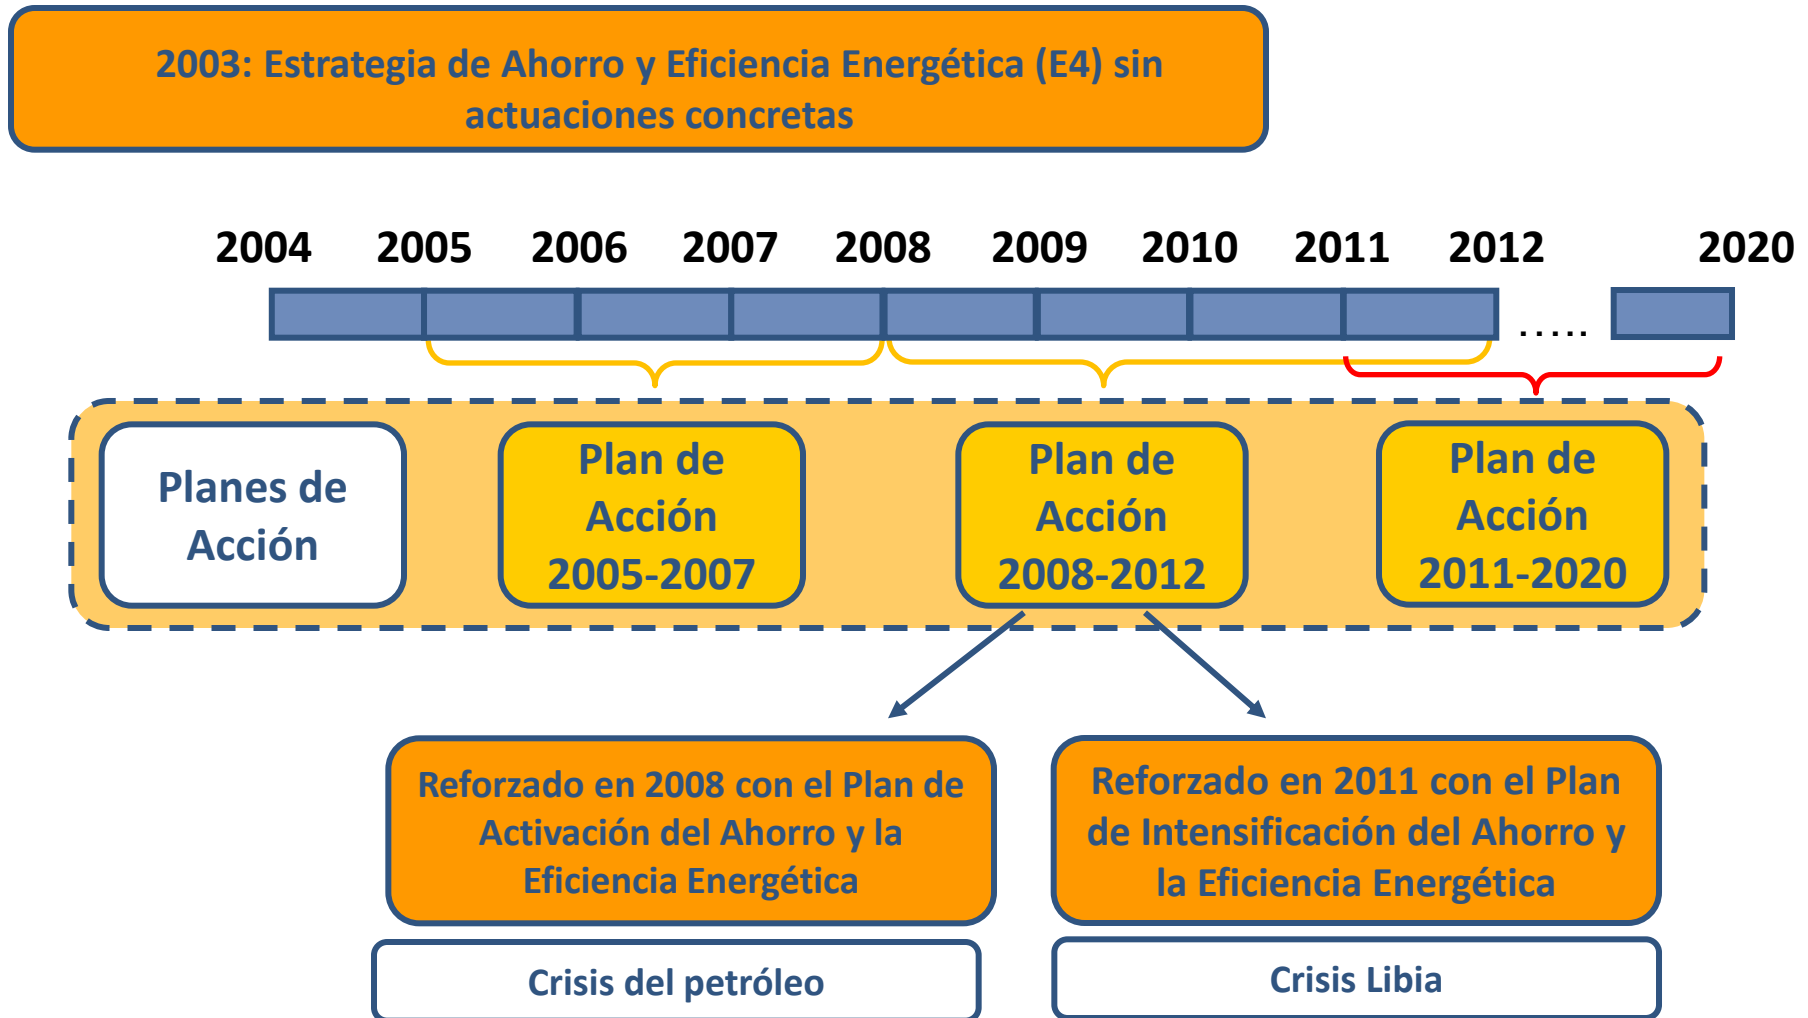 2003: Estrategia de Ahorro y Eficiencia Energética (E4) sin
actuaciones concretas
2004 2005 2006 2007 2008 2009 2010 2011 2012 2020
.....
Planes de
Acción
Plan de
Acción
2005-2007
Plan de
Acción
2008-2012
Plan de
Acción
2011-2020
Reforzado en 2008 con el Plan de
Activación del Ahorro y la
Eficiencia Energética
Reforzado en 2011 con el Plan
de Intensificación del Ahorro y
la Eficiencia Energética
Crisis del petróleo
Crisis Libia